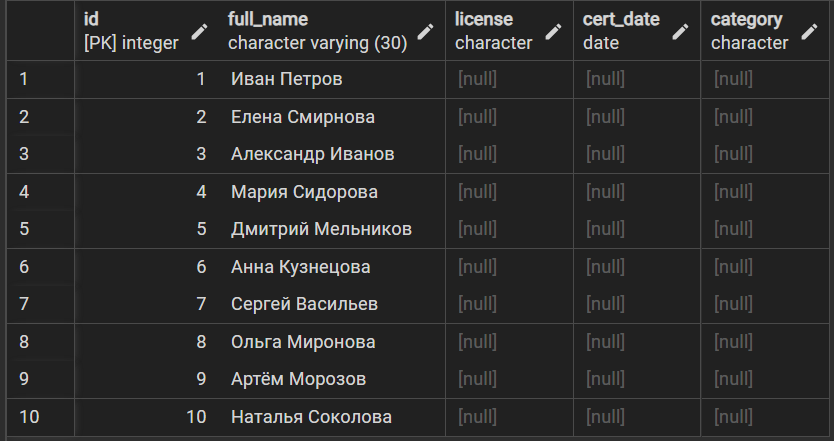 id full_name license cert_date category
[PK] integer character varying (30) character date character
1 1 Иван Петров [null] [null] [null]
2 2 Елена Смирнова [null] [null] [null]
3 3 Александр Иванов [null] [null] [null]
4 4 Мария Сидорова [null] [null] [null]
5 5 Дмитрий Мельников [null] [null] [null]
6 6 Анна Кузнецова [null] [null] [null]
7 7 Сергей Васильев [null] [null] [null]
8 8 Ольга Миронова [null] [null] [null]
9 9 Артём Морозов [null] [null] [null]
10 10 Наталья Соколова [null] [null] [null]